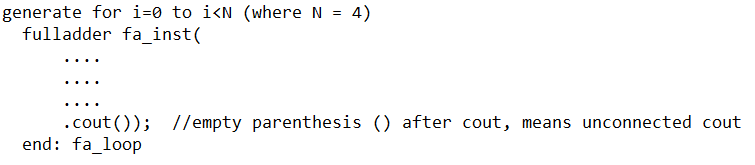 generate for i=0 to i<N (where N = 4)
fulladder fa_inst(
....
....
....
.cout());  //empty parenthesis () after cout, means unconnected cout
end: fa_loop